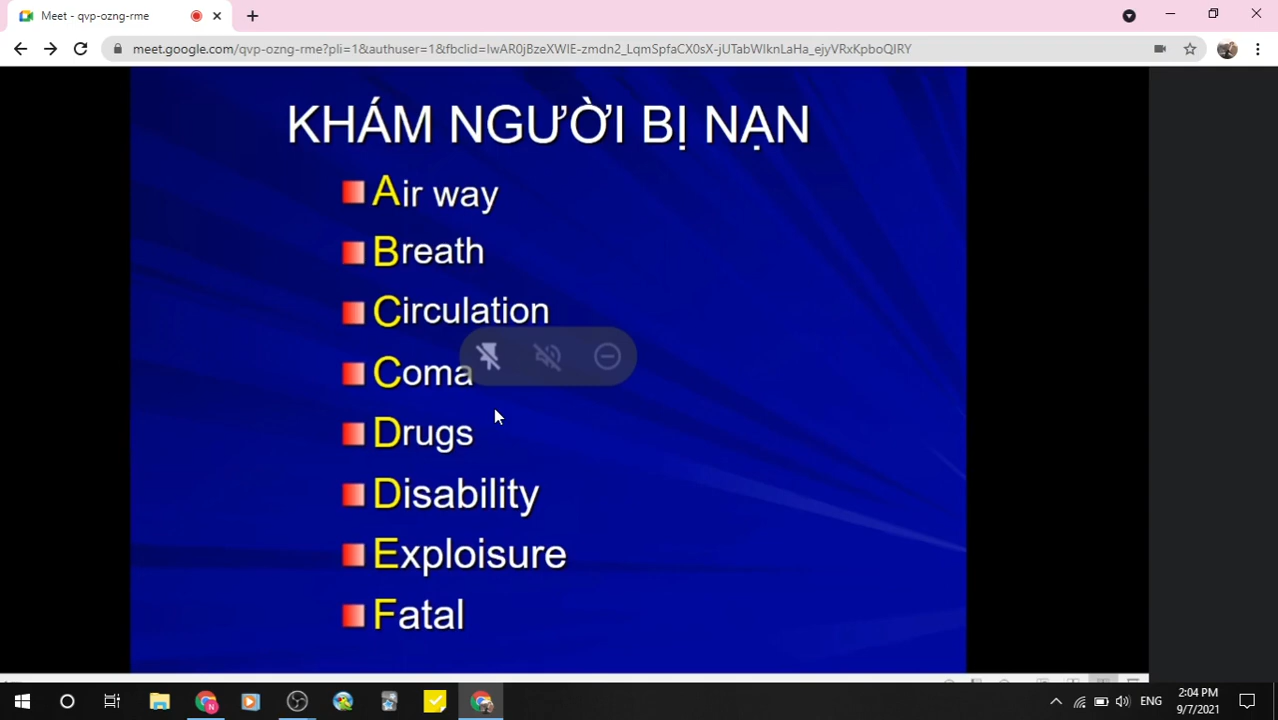 Meet - qvp-ozng-rme
meet.google.com/qvp-ozng-rme?pli=1&authuser=1&fbclid=IwAR0jBzeXWIE-zmdn2_LqmSpfaCX0sX-jUTabWIknLaHa_ejyVRxKpboQIRY
KHÁM NGƯỜI BỊ NẠN
Air way
Breath
Circulation
Coma
Drugs
Disability
Exploisure
Fatal
N
ENG
2:04 PM
9/7/2021